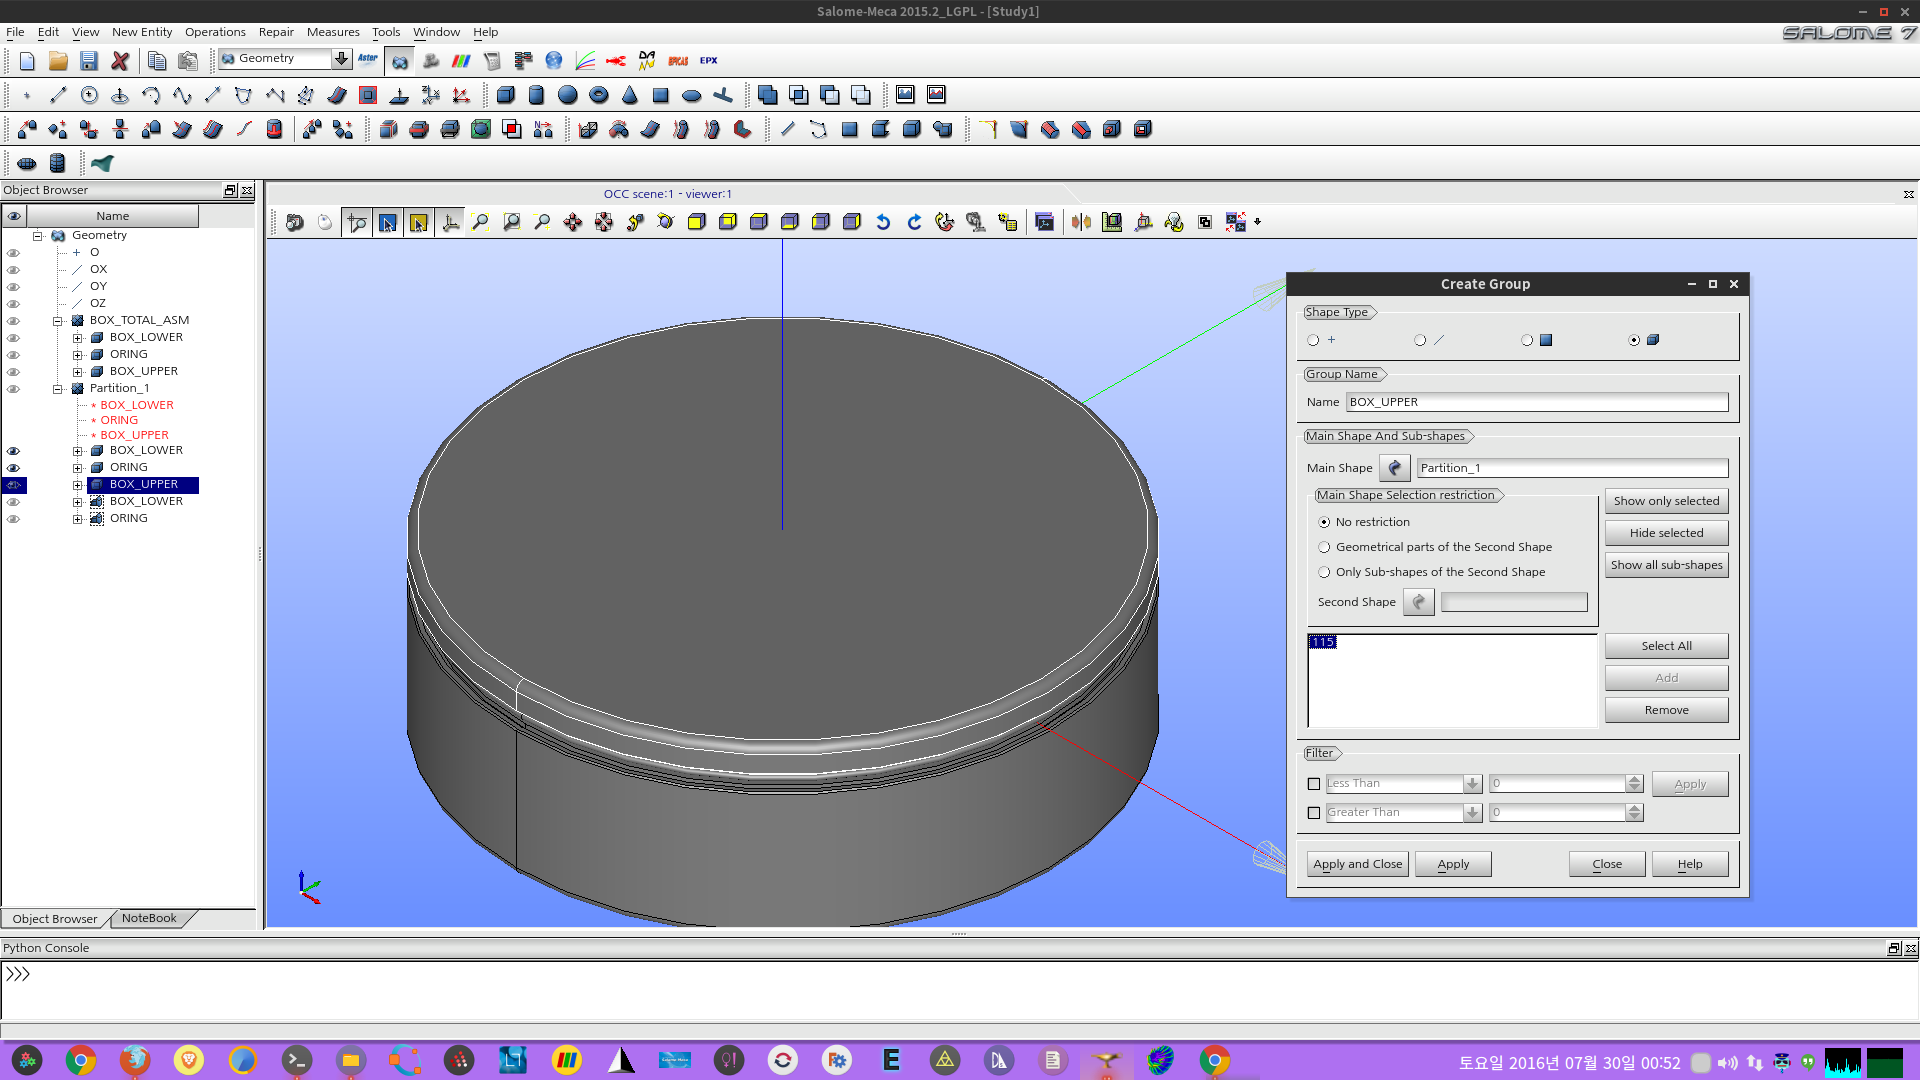 Salome-Meca 2015.2_LGPL - [Study1]
File Edit View New Entity Operations Repair Measures Tools Window Help
SALOME 7
Geometry
Aster
EFICAS
EPX
Object Browser
OCC scene:1 - viewer:1
Name
Geometry
O
OX
OY
OZ
BOX_TOTAL_ASM
BOX_LOWER
ORING
BOX_UPPER
Partition_1
* BOX_LOWER
* ORING
* BOX_UPPER
BOX_LOWER
ORING
BOX_UPPER
BOX_LOWER
ORING
Create Group
Shape Type
Group Name
Name BOX_UPPER
Main Shape And Sub-shapes
Main Shape Partition_1
Main Shape Selection restriction
Show only selected
No restriction
Hide selected
Geometrical parts of the Second Shape
Show all sub-shapes
Only Sub-shapes of the Second Shape
Second Shape
115
Select All
Add
Remove
Filter
Less Than 0 Apply
Greater Than 0
Apply and Close Apply Close Help
Object Browser NoteBook
Python Console
>>>
토요일 2016년 07월 30일 00:52